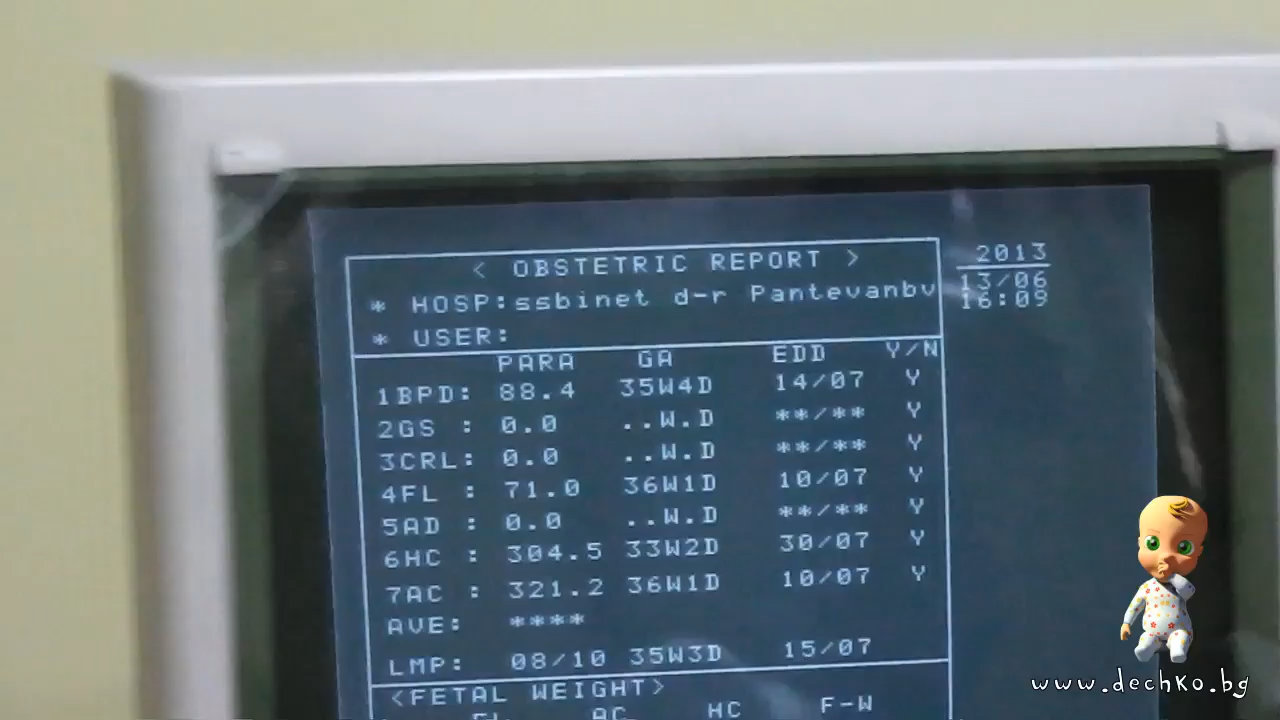 < OBSTETRIC REPORT >
2013
13/06
16:09
* HOSP:ssbinet d-r Pantevanbv
* USER:
PARA GA EDD Y/N
1BPD: 88.4 35W4D 14/07 Y
2GS : 0.0 ..W.D **/** Y
3CRL: 0.0 ..W.D **/** Y
4FL : 71.0 36W1D 10/07 Y
5AD : 0.0 ..W.D **/** Y
6HC : 304.5 33W2D 30/07 Y
7AC : 321.2 36W1D 10/07 Y
AVE: ****
LMP: 08/10 35W3D 15/07
<FETAL WEIGHT>
FL AC HC F-W
www.dechko.bg